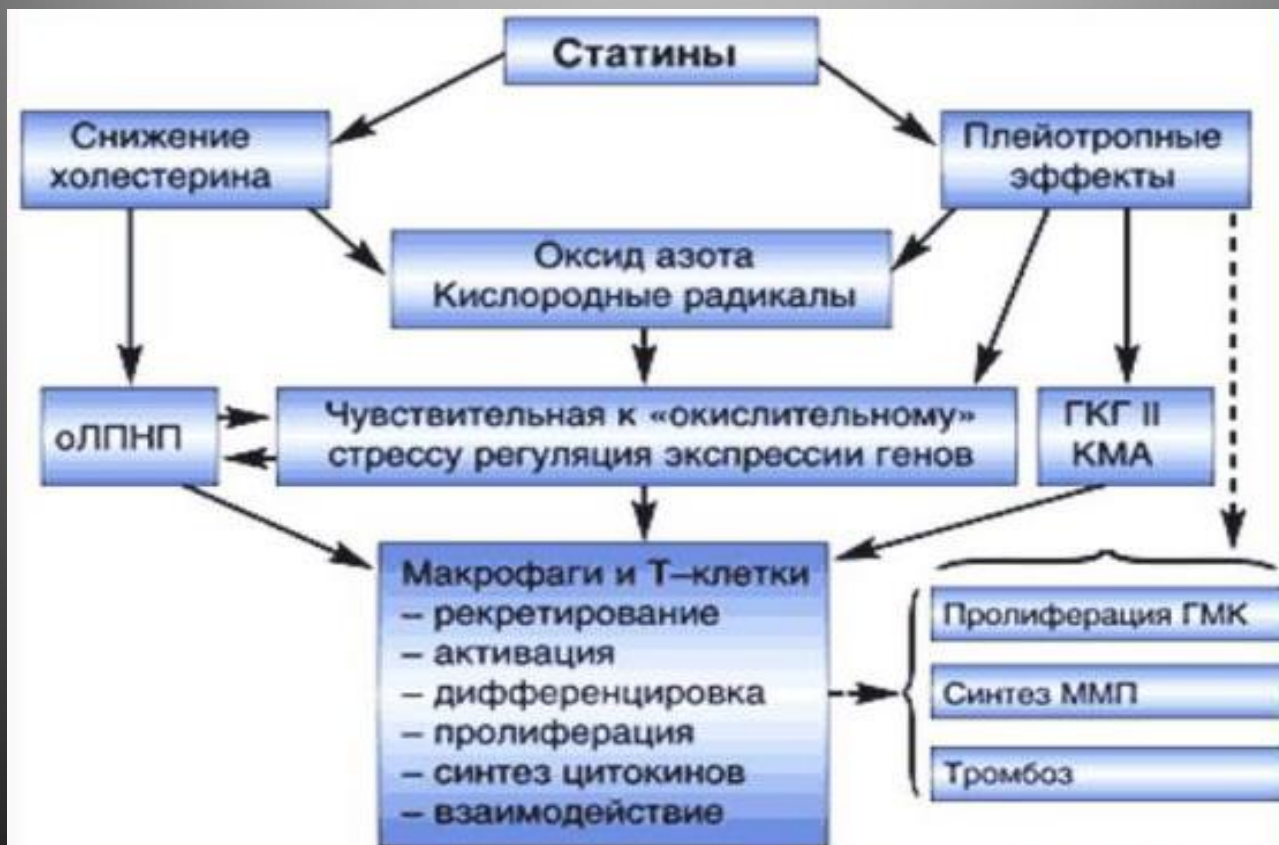 Статины
Снижение
холестерина
Плейотропные
эффекты
Оксид азота
Кислородные радикалы
оЛПНП
Чувствительная к «окислительному»
стрессу регуляция экспрессии генов
ГКГ II
КМА
Макрофаги и Т–клетки
– рекретирование
– активация
– дифференцировка
– пролиферация
– синтез цитокинов
– взаимодействие
Пролиферация ГМК
Синтез ММП
Тромбоз